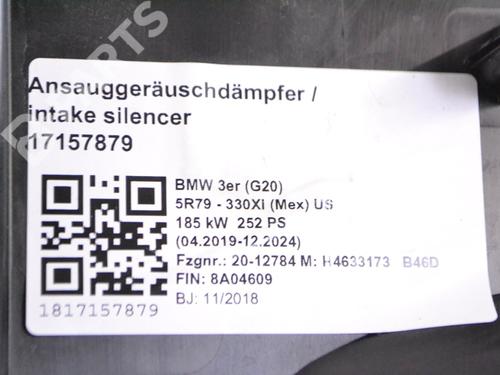 Ansauggeräuschdämpfer /
intake silencer
17157879
BMW 3er (G20)
5R79 - 330Xi (Mex) US
185 kW 252 PS
(04.2019-12.2024)
Fzgnr.: 20-12784 M: H4633173 B46D
FIN: 8A04609
BJ: 11/2018
1817157879